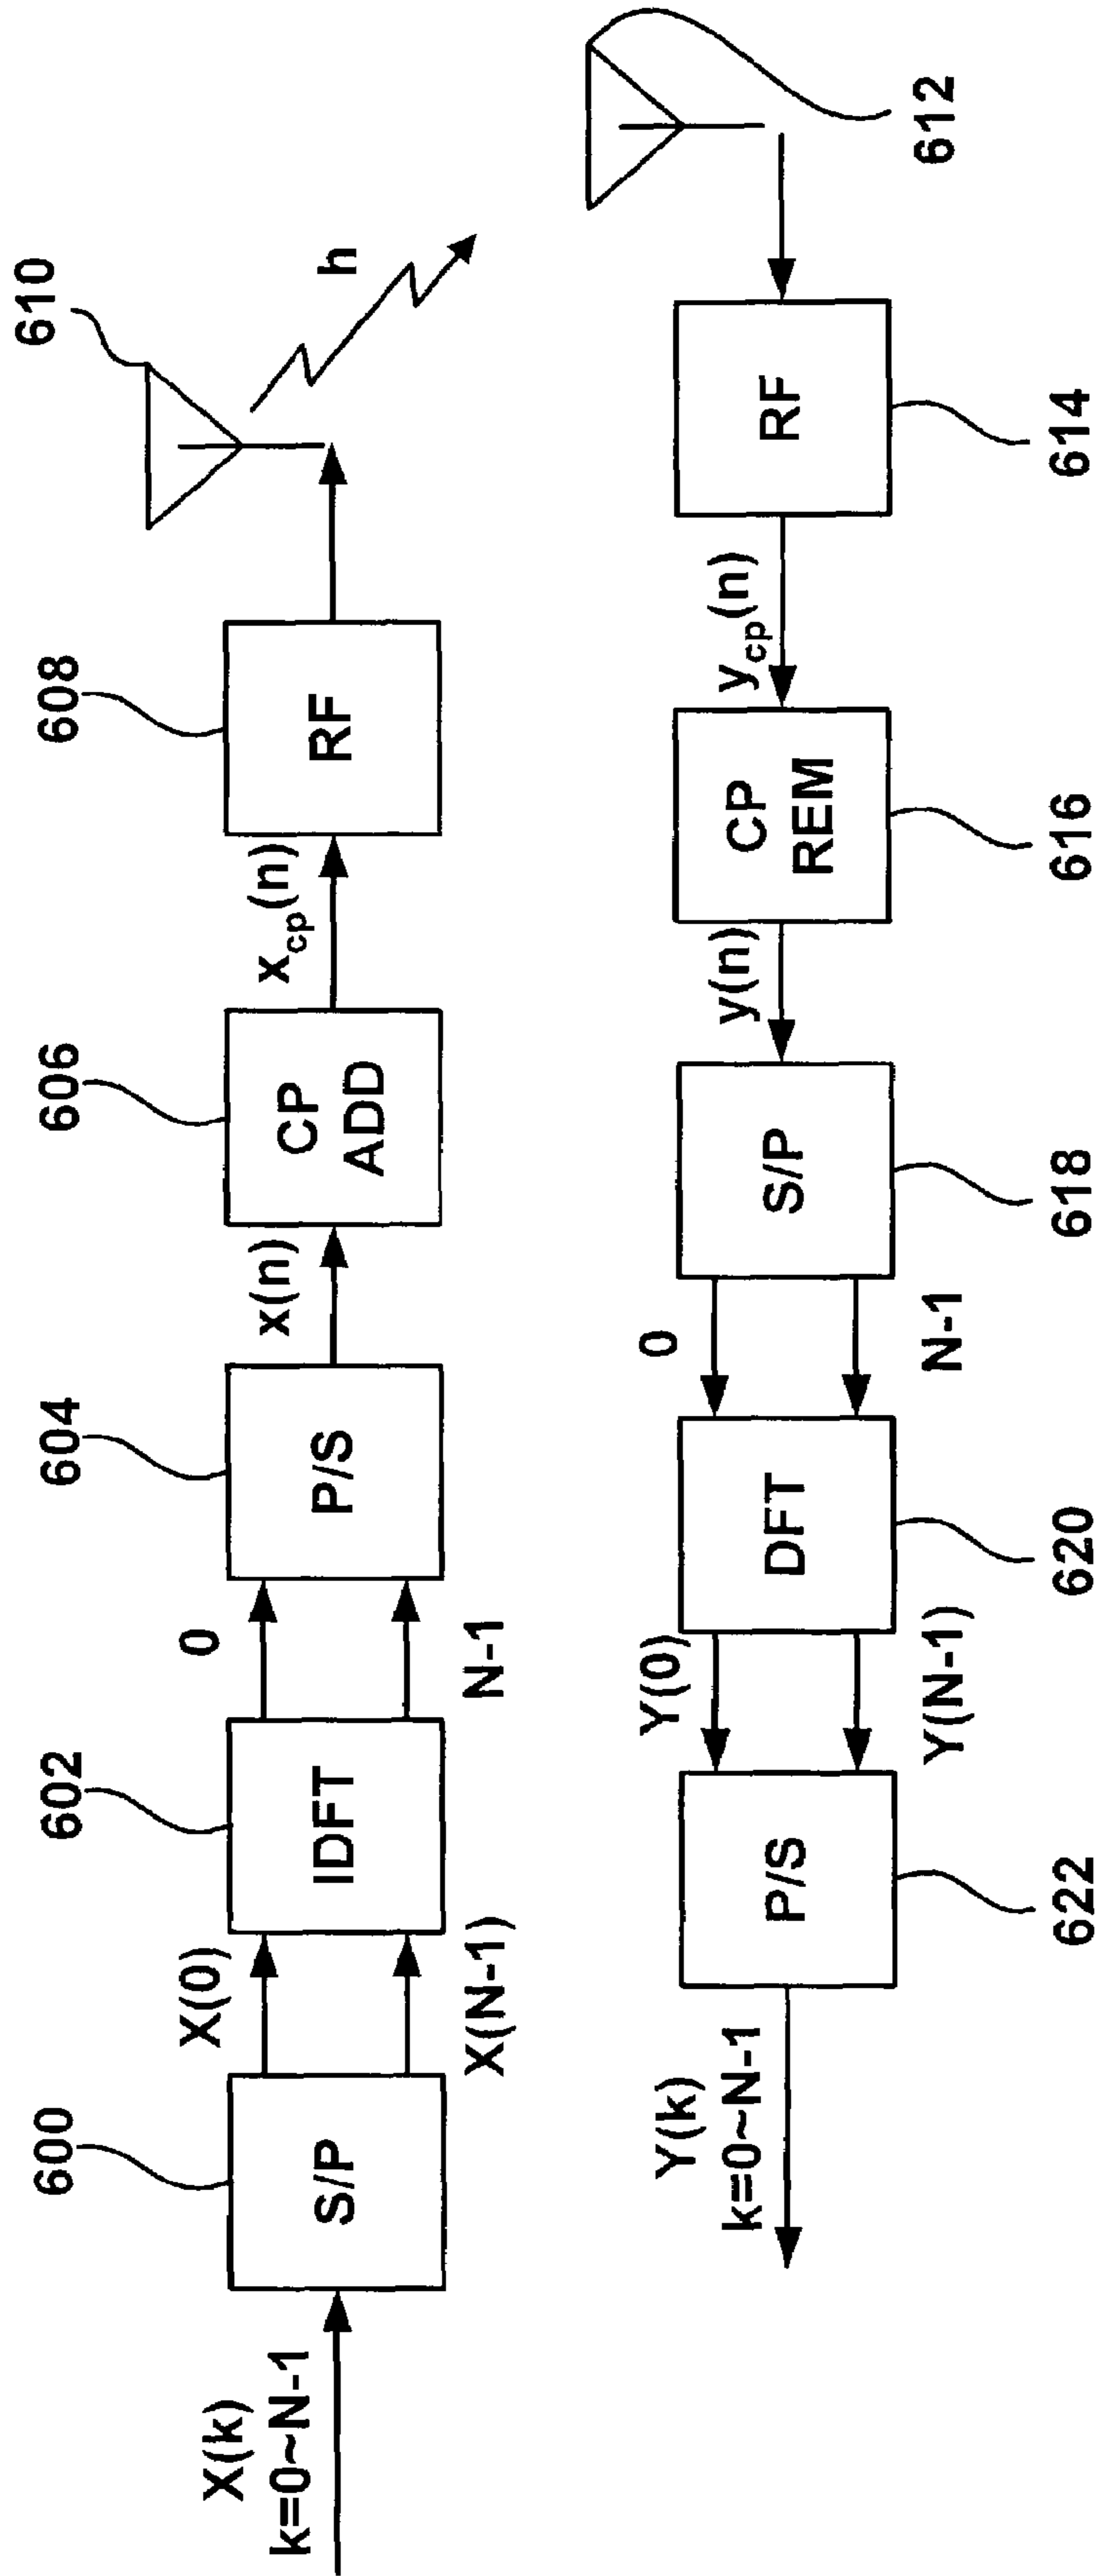 600
602
604
606
608
610
X(k)
k=0~N-1
S/P
X(0)
X(N-1)
IDFT
0
N-1
P/S
x(n)
CP
ADD
x_cp(n)
RF
h
612
RF
614
y_cp(n)
CP
REM
616
y(n)
S/P
618
0
N-1
DFT
620
Y(0)
Y(N-1)
P/S
622
Y(k)
k=0~N-1